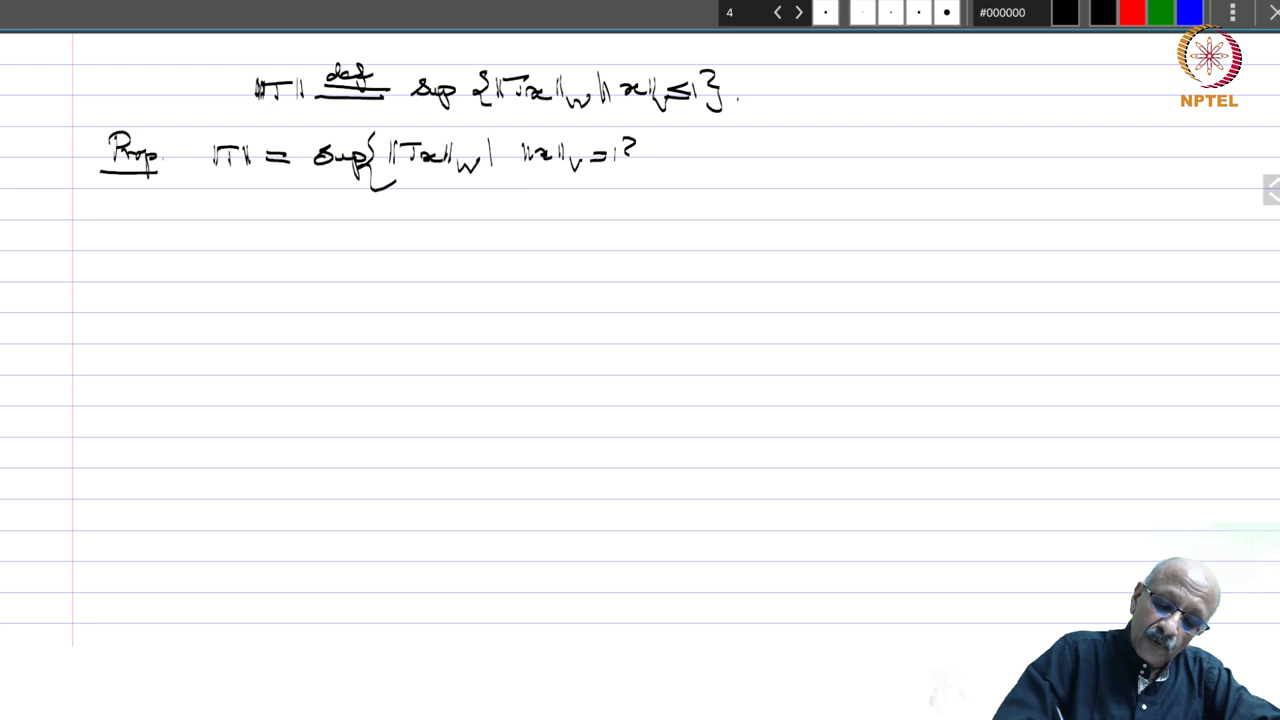 4 #000000
NPTEL
‖T‖ def sup {‖Tx‖_W | ‖x‖_V ≤ 1}.
Prop. ‖T‖ = sup{‖Tx‖_W | ‖x‖_V = 1}